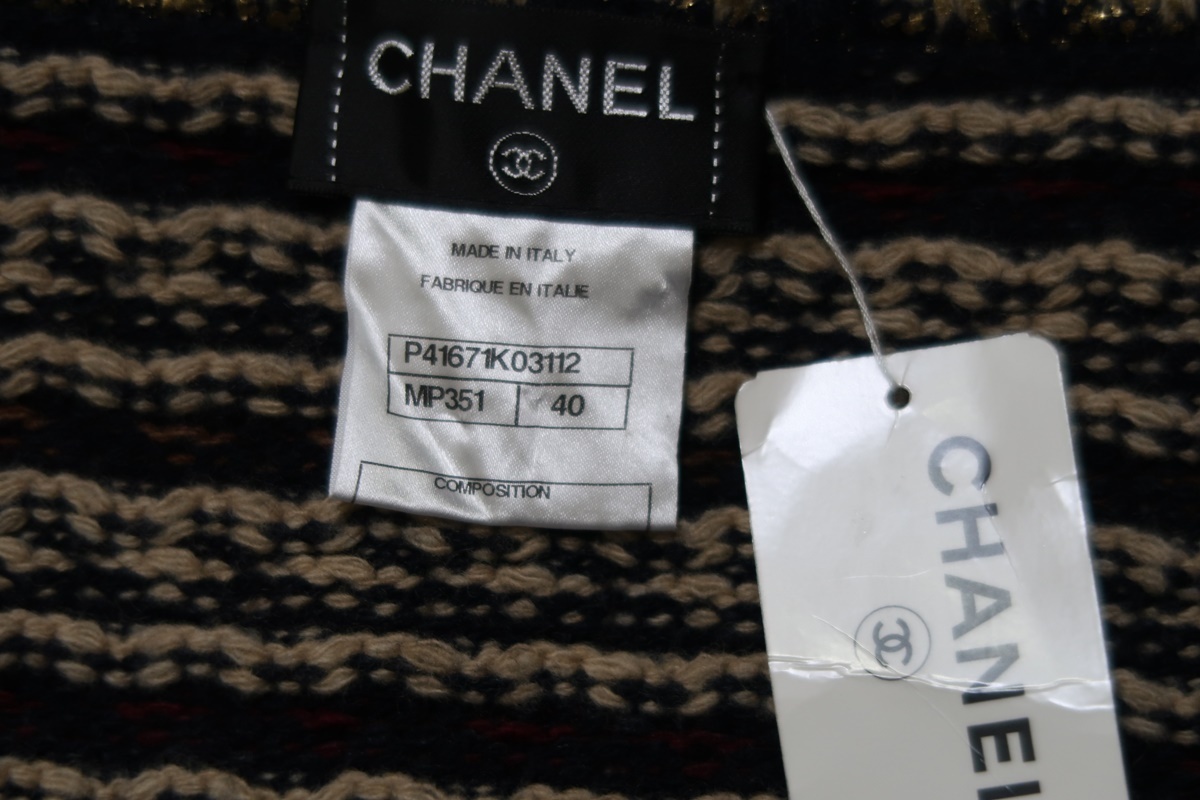 CHANEL
MADE IN ITALY
FABRIQUE EN ITALIE
P41671K03112
MP351 40
COMPOSITION
CHANEL